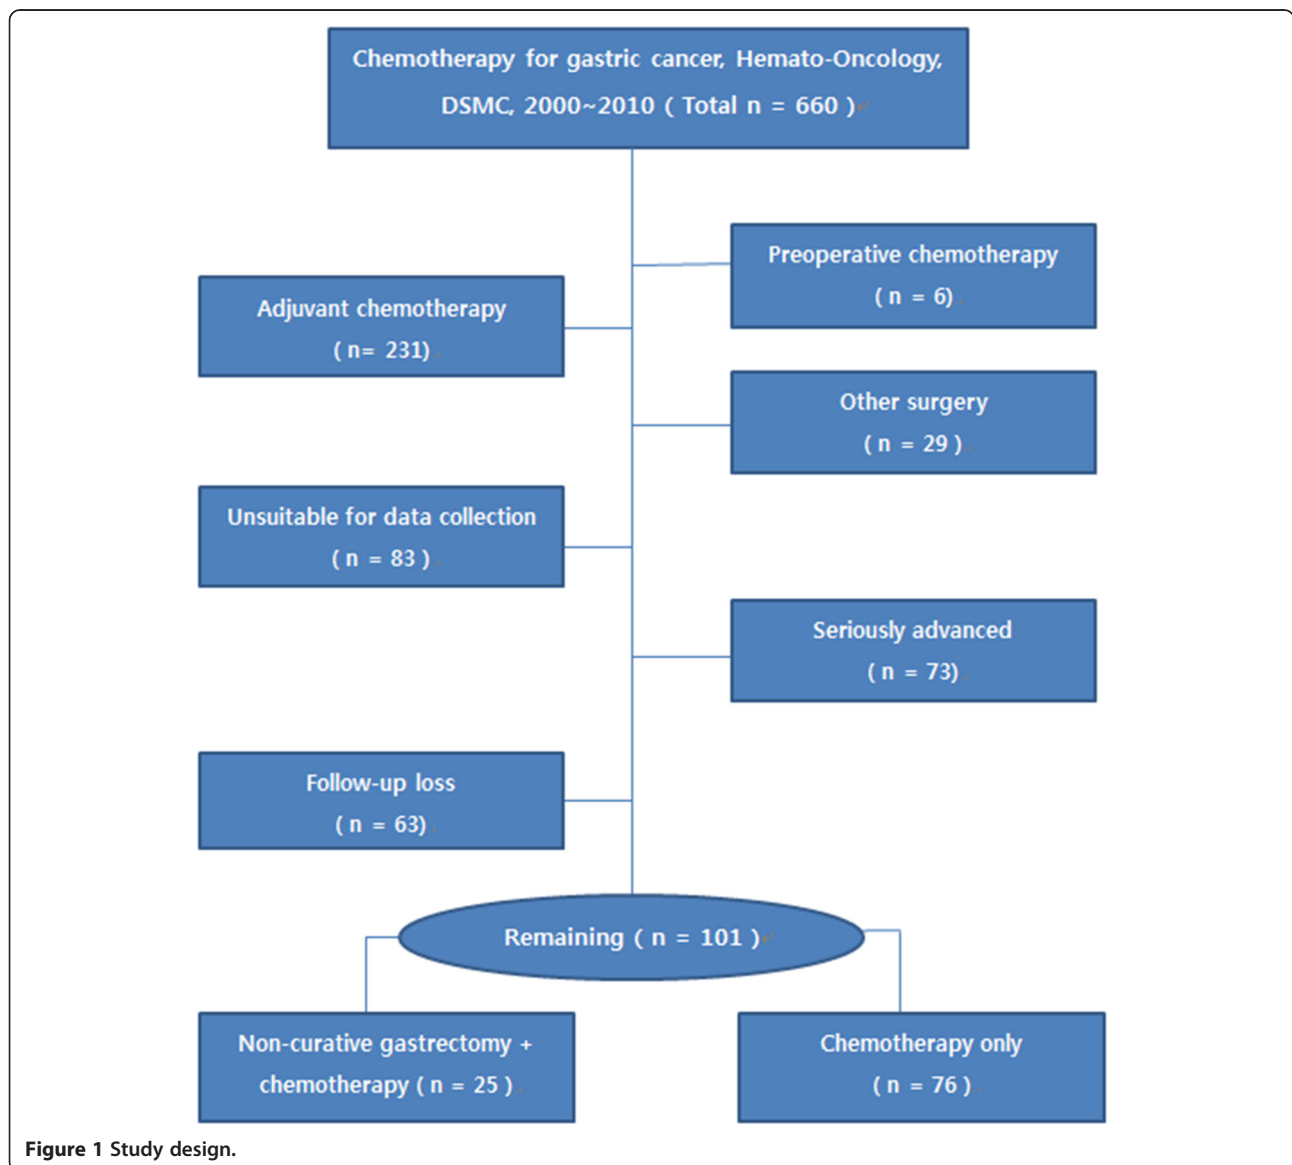 Chemotherapy for gastric cancer, Hemato-Oncology,
DSMC, 2000~2010 ( Total n = 660 )↵
Preoperative chemotherapy
( n = 6)
Adjuvant chemotherapy
( n= 231)
Other surgery
( n = 29 )
Unsuitable for data collection
( n = 83 )
Seriously advanced
( n = 73)
Follow-up loss
( n = 63)
Remaining ( n = 101 )↵
Non-curative gastrectomy +
chemotherapy ( n = 25 )
Chemotherapy only
( n = 76 )
Figure 1 Study design.